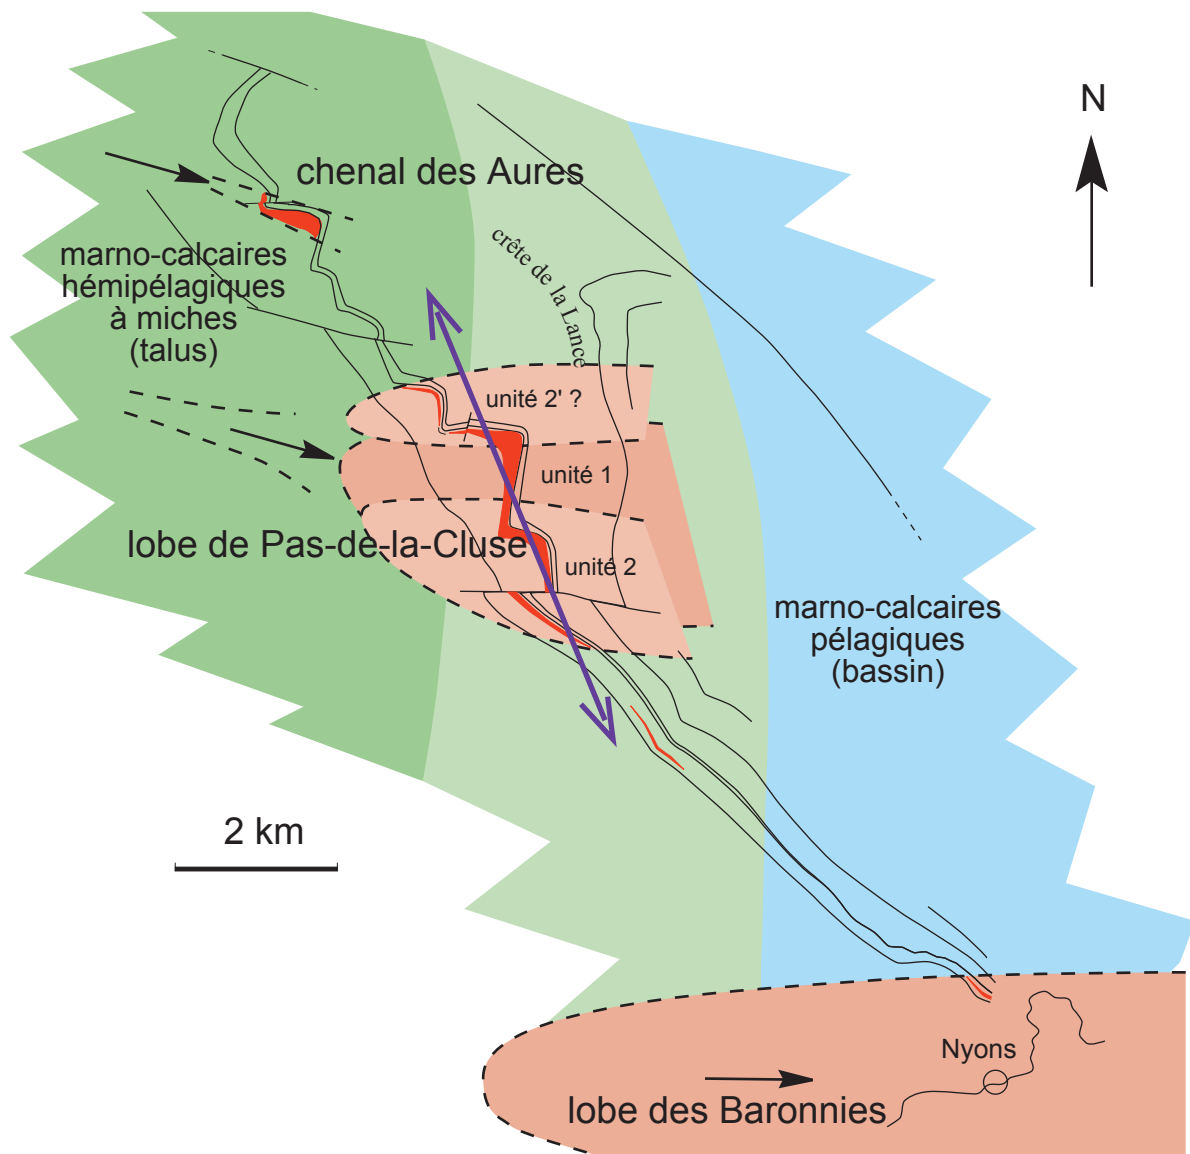 N
chenal des Aures
marno-calcaires
hémipélagiques
à miches
(talus)
crête de la Lance
unité 2' ?
unité 1
lobe de Pas-de-la-Cluse
unité 2
marno-calcaires
pélagiques
(bassin)
2 km
Nyons
lobe des Baronnies